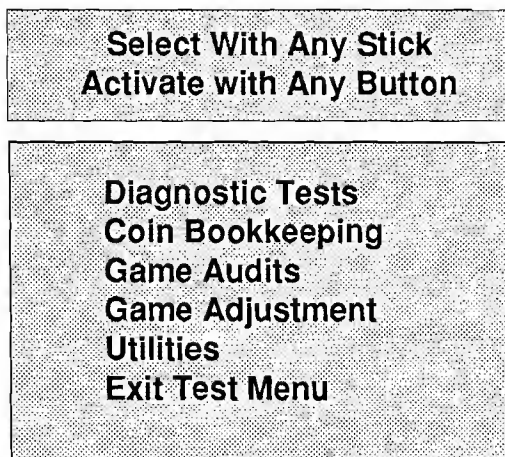 Select With Any Stick
Activate with Any Button
Diagnostic Tests
Coin Bookkeeping
Game Audits
Game Adjustment
Utilities
Exit Test Menu